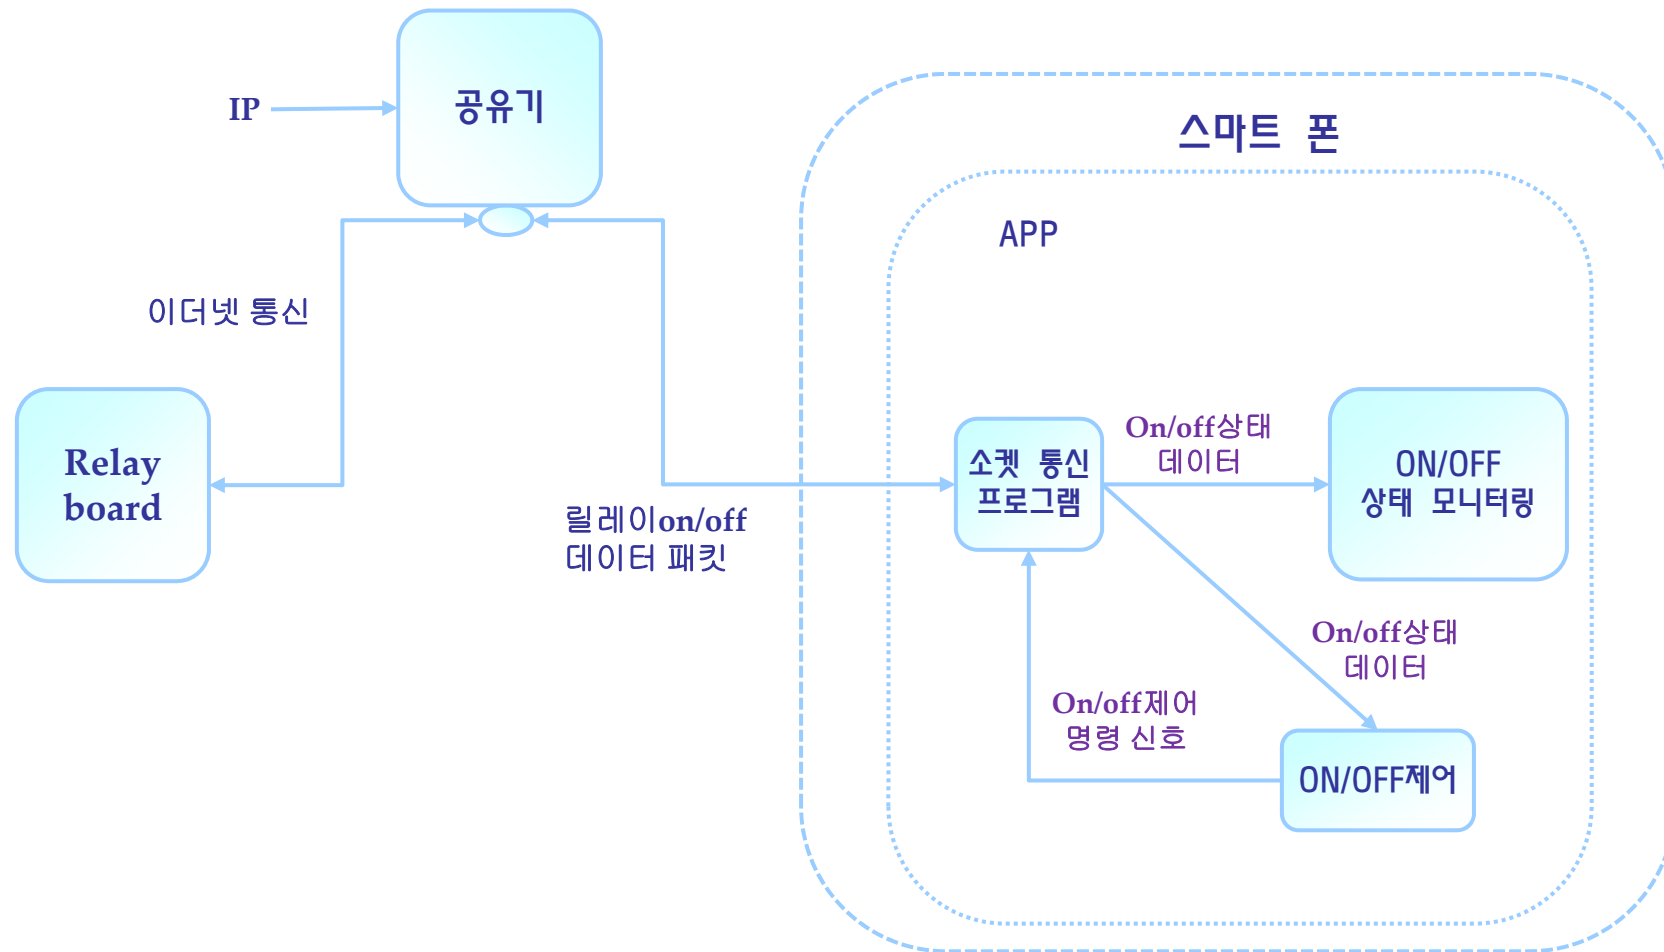 공유기
IP
스마트 폰
APP
이더넷 통신
Relay
board
릴레이on/off
데이터 패킷
소켓 통신
프로그램
On/off상태
데이터
ON/OFF
상태 모니터링
On/off상태
데이터
On/off제어
명령 신호
ON/OFF제어